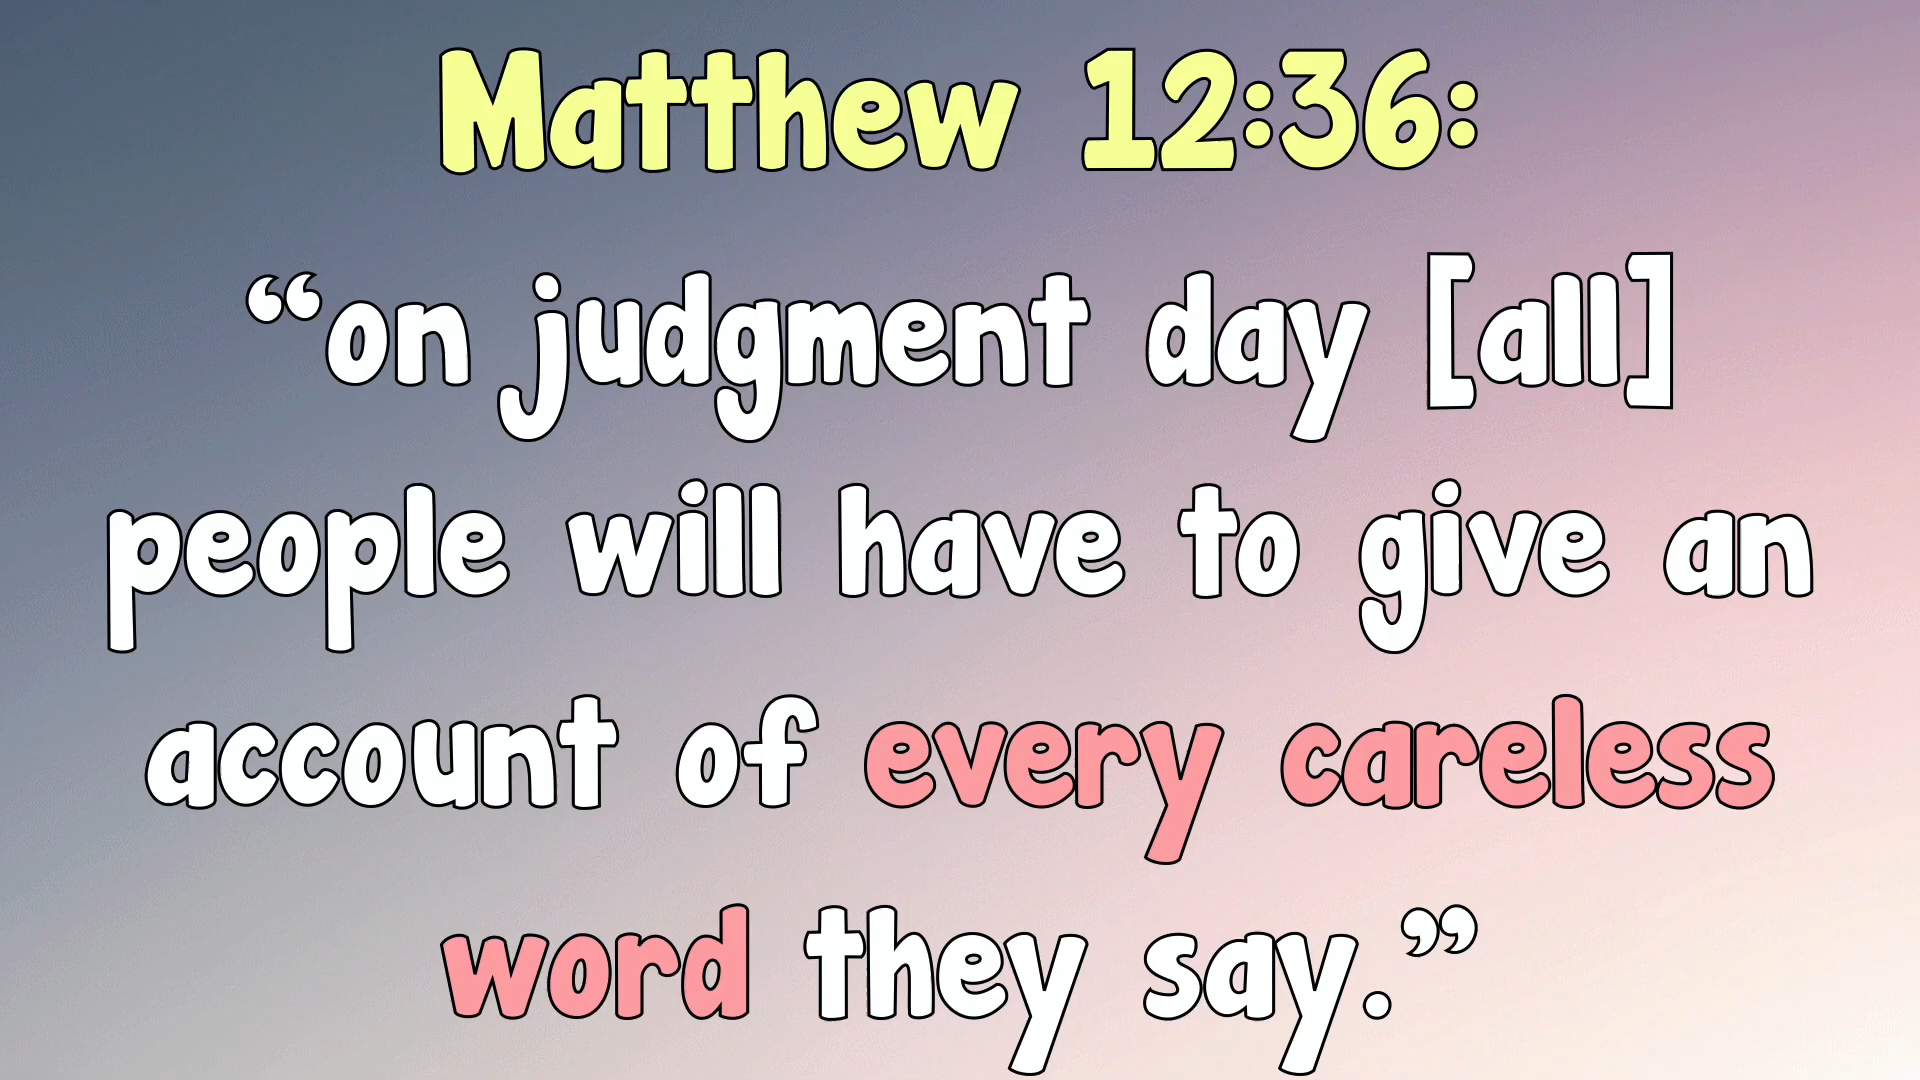 Matthew 12:36:
“on judgment day [all]
people will have to give an
account of every careless
word they say.”